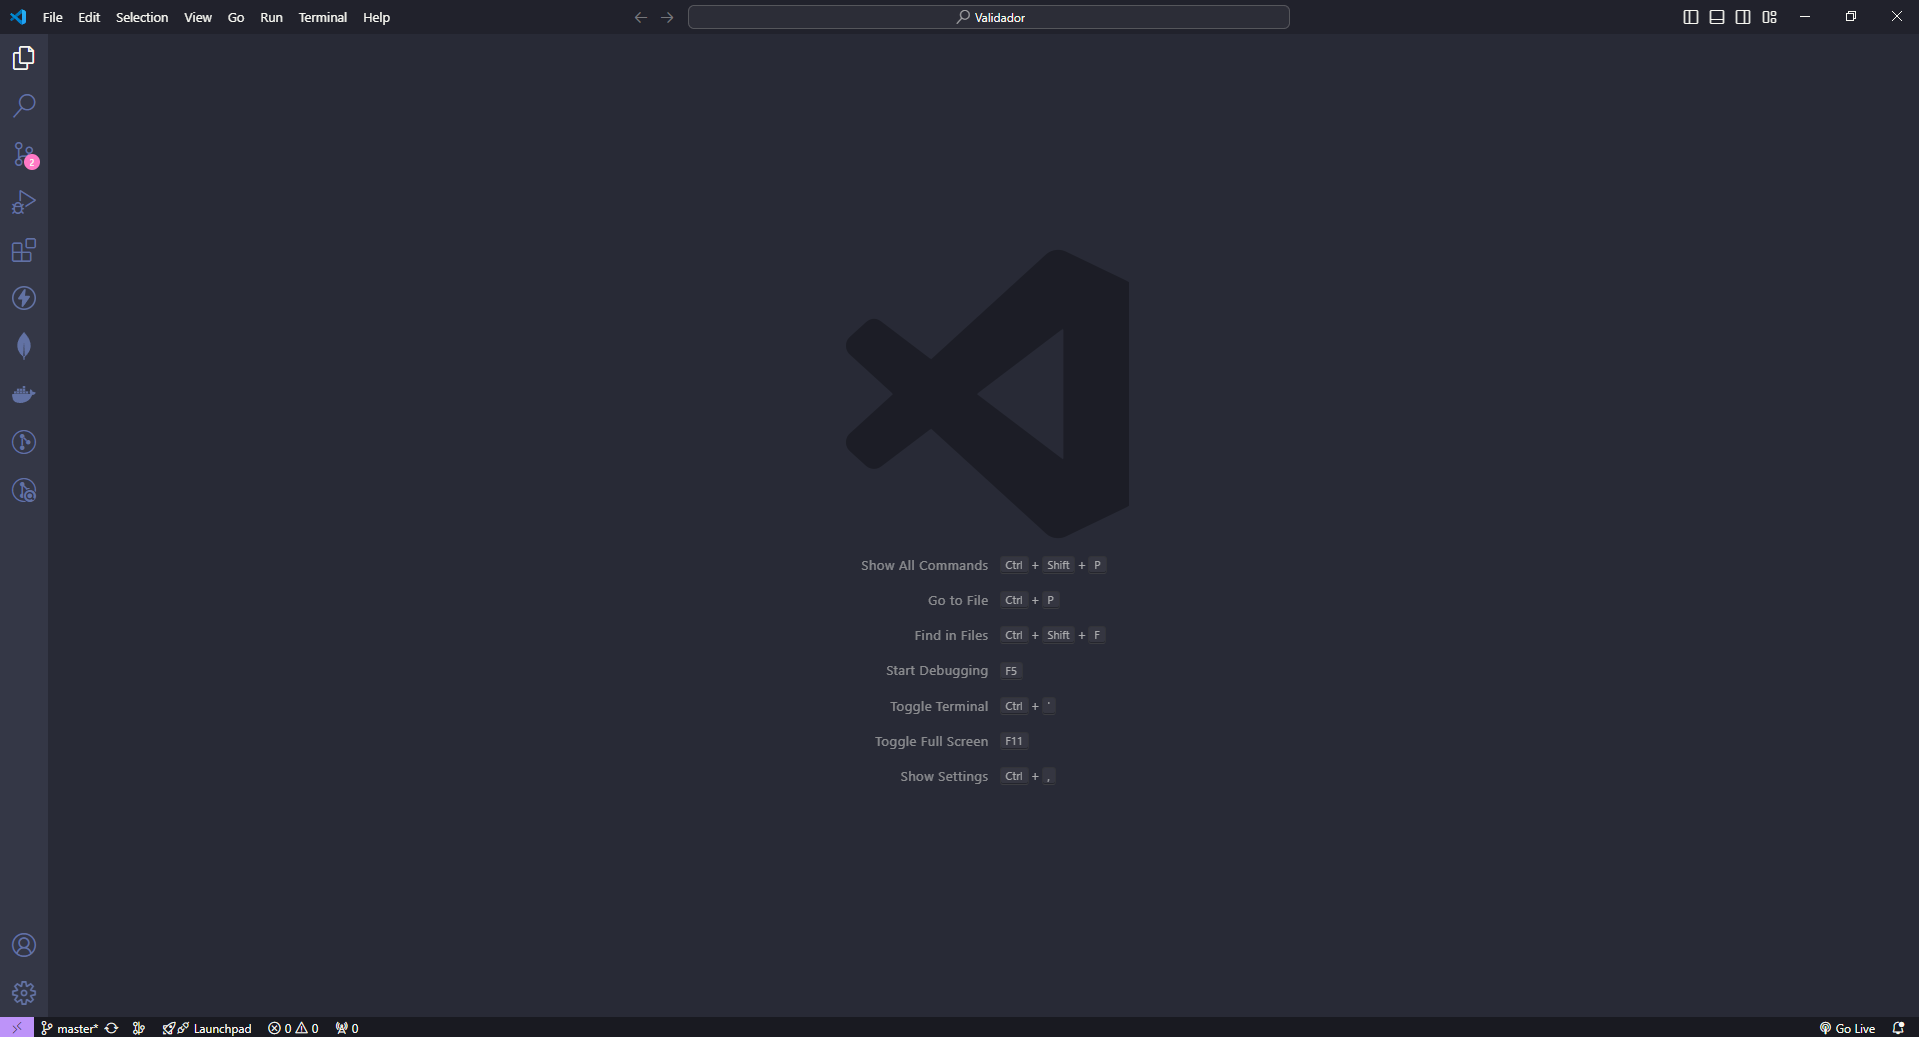 File Edit Selection View Go Run Terminal Help
Validador
2
Show All Commands Ctrl + Shift + P
Go to File Ctrl + P
Find in Files Ctrl + Shift + F
Start Debugging F5
Toggle Terminal Ctrl + '
Toggle Full Screen F11
Show Settings Ctrl + ,
master* Launchpad 0 0 0 Go Live